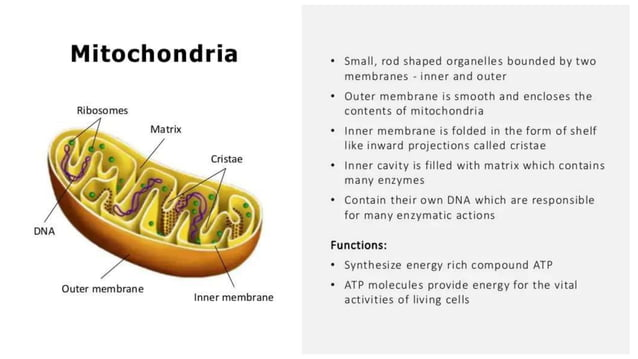 Mitochondria
Ribosomes
Matrix
Cristae
DNA
Outer membrane
Inner membrane
• Small, rod shaped organelles bounded by two
membranes - inner and outer
• Outer membrane is smooth and encloses the
contents of mitochondria
• Inner membrane is folded in the form of shelf
like inward projections called cristae
• Inner cavity is filled with matrix which contains
many enzymes
• Contain their own DNA which are responsible
for many enzymatic actions
Functions:
• Synthesize energy rich compound ATP
• ATP molecules provide energy for the vital
activities of living cells